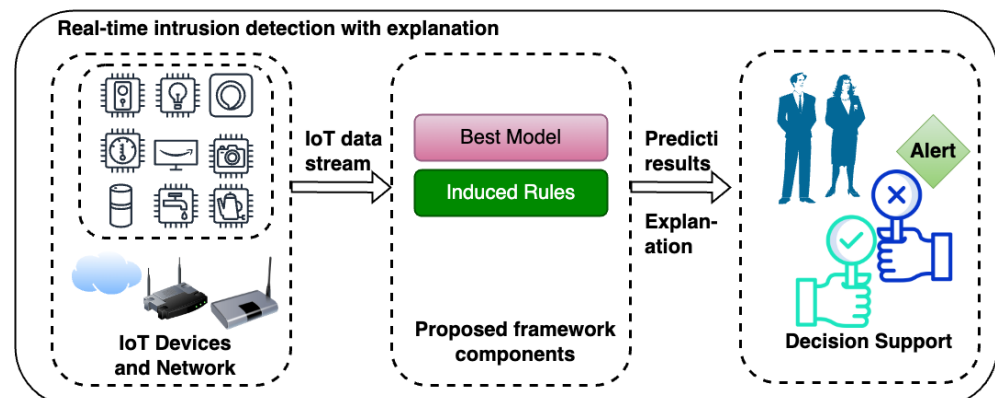 Real-time intrusion detection with explanation
IoT data
stream
IoT Devices
and Network
Best Model
Induced Rules
Proposed framework
components
Predicti
results
Explan-
ation
Alert
Decision Support